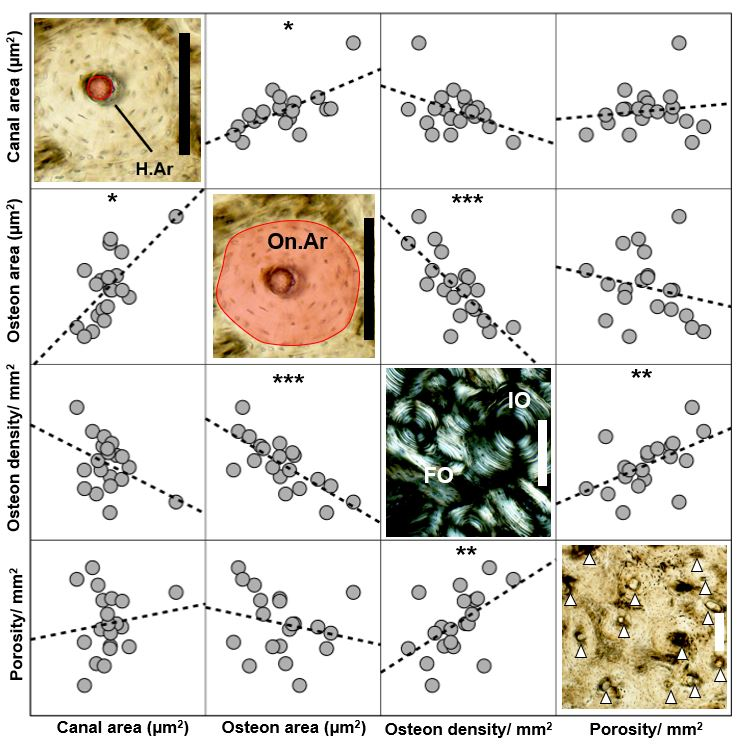 Canal area (µm²)
*
H.Ar
Osteon area (µm²)
*
On.Ar
***
Osteon density/ mm²
***
IO
FO
**
Porosity/ mm²
**
Canal area (µm²)
Osteon area (µm²)
Osteon density/ mm²
Porosity/ mm²